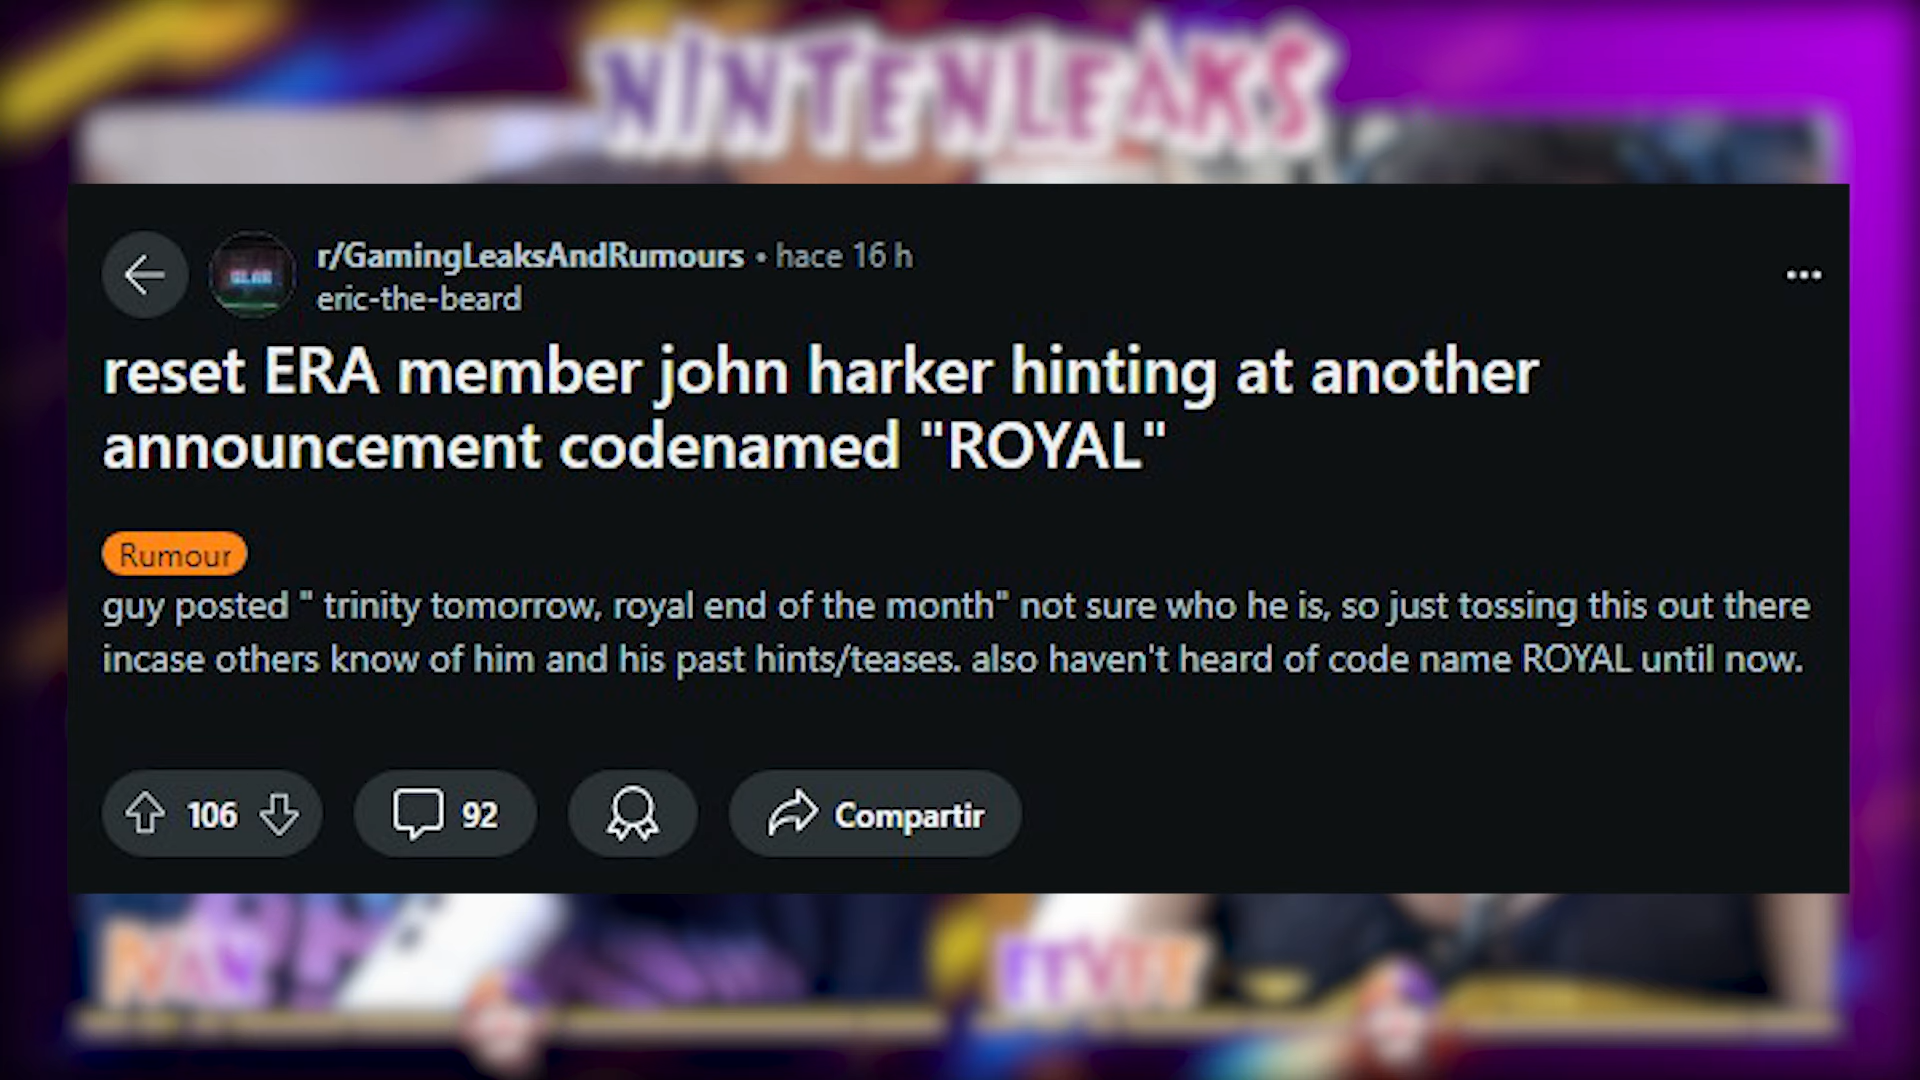 NINTENLEAKS
r/GamingLeaksAndRumours • hace 16 h
eric-the-beard
reset ERA member john harker hinting at another
announcement codenamed "ROYAL"
Rumour
guy posted " trinity tomorrow, royal end of the month" not sure who he is, so just tossing this out there
incase others know of him and his past hints/teases. also haven't heard of code name ROYAL until now.
106
92
Compartir